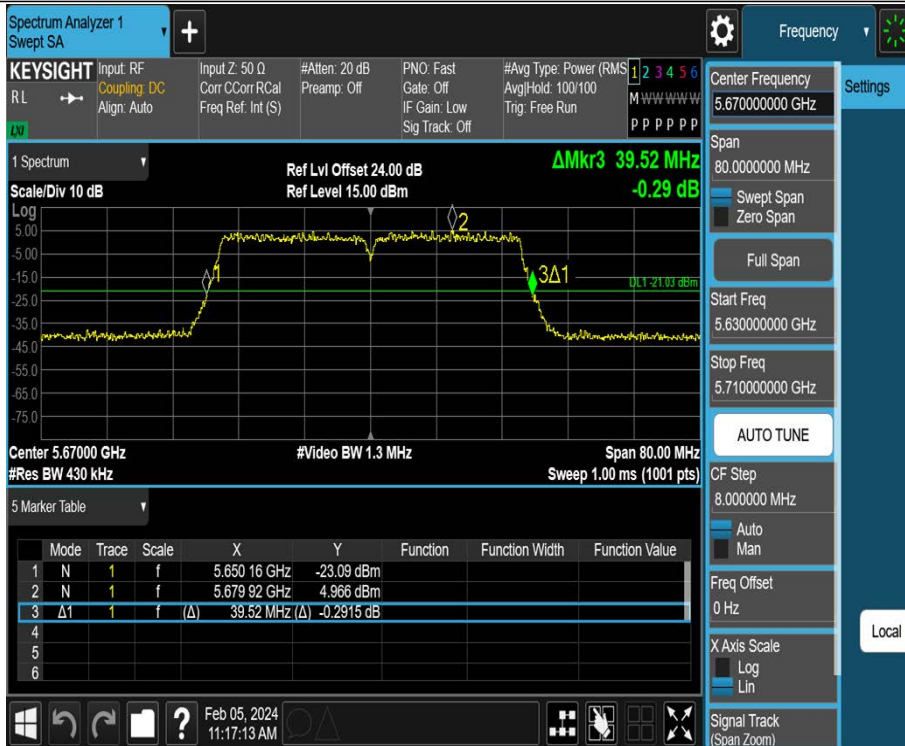 Spectrum Analyzer 1
Swept SA
+
Frequency
KEYSIGHT
RL
LXI
Input: RF
Coupling: DC
Align: Auto
Input Z: 50 Ω
Corr CCorr RCal
Freq Ref: Int (S)
#Atten: 20 dB
Preamp: Off
PNO: Fast
Gate: Off
IF Gain: Low
Sig Track: Off
#Avg Type: Power (RMS
Avg|Hold: 100/100
Trig: Free Run
1 2 3 4 5 6
M W W W W W
P P P P P P
Center Frequency
5.670000000 GHz
Settings
Span
80.0000000 MHz
Swept Span
Zero Span
Full Span
Start Freq
5.630000000 GHz
Stop Freq
5.710000000 GHz
AUTO TUNE
CF Step
8.000000 MHz
Auto
Man
Freq Offset
0 Hz
X Axis Scale
Log
Lin
Signal Track
(Span Zoom)
Local
1 Spectrum
Scale/Div 10 dB
Ref Lvl Offset 24.00 dB
Ref Level 15.00 dBm
ΔMkr3 39.52 MHz
-0.29 dB
Log
5.00
-5.00
-15.0
-25.0
-35.0
-45.0
-55.0
-65.0
-75.0
1
2
3Δ1
DL1 -21.03 dBm
Center 5.67000 GHz
#Res BW 430 kHz
#Video BW 1.3 MHz
Span 80.00 MHz
Sweep 1.00 ms (1001 pts)
5 Marker Table
Mode Trace Scale X Y Function Function Width Function Value
1 N 1 f 5.650 16 GHz -23.09 dBm
2 N 1 f 5.679 92 GHz 4.966 dBm
3 Δ1 1 f (Δ) 39.52 MHz (Δ) -0.2915 dB
4
5
6
?
Feb 05, 2024
11:17:13 AM